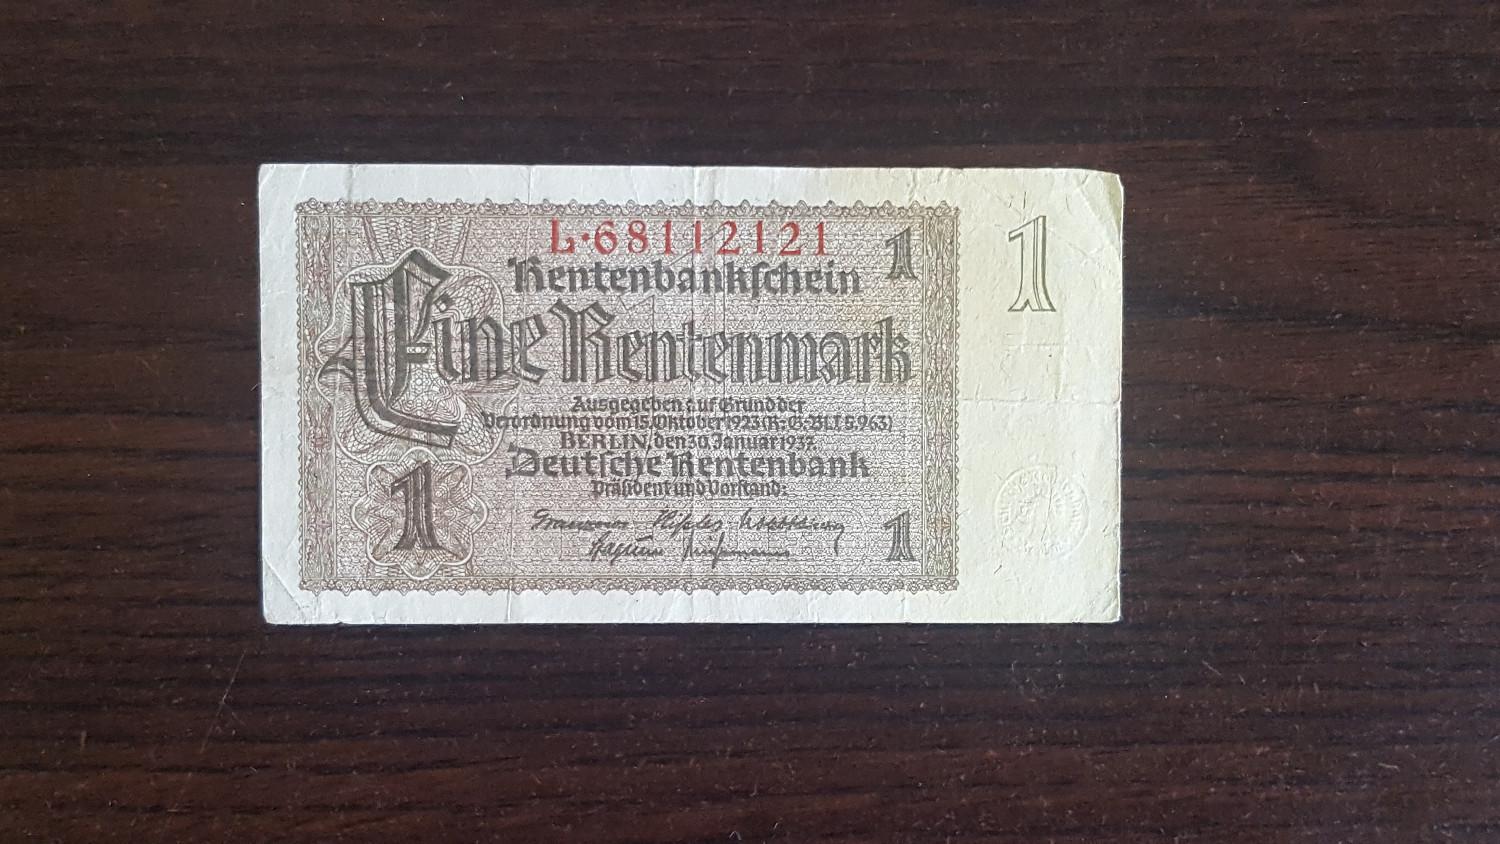 L·68112121
1
1
Rentenbankschein
Eine Rentenmark
Ausgegeben auf Grund der
Verordnung vom 15. Oktober 1923 (R.-G.-Bl. I S. 963)
BERLIN, den 30. Januar 1937.
Deutsche Rentenbank
Präsident und Vorstand:
1
1